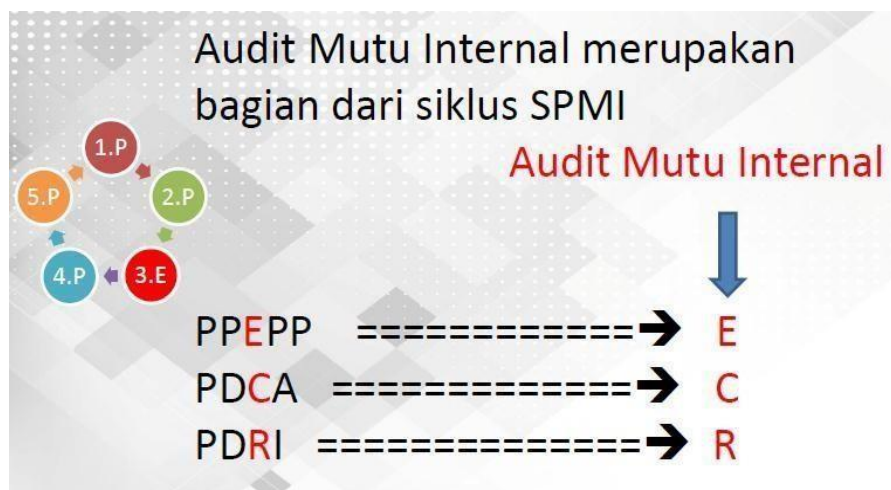 Audit Mutu Internal merupakan
bagian dari siklus SPMI
Audit Mutu Internal
1.P
2.P
3.E
4.P
5.P
PPEPP ============➔ E
PDCA ==============➔ C
PDRI ===============➔ R